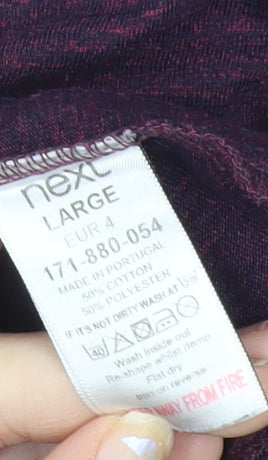 next
LARGE
EUR 4
171-880-054
MADE IN PORTUGAL
50% COTTON
50% POLYESTER
IF IT'S NOT DIRTY WASH AT 30°
40
Wash inside out
Re-shape whilst damp
Flat dry
Iron on reverse
AWAY FROM FIRE